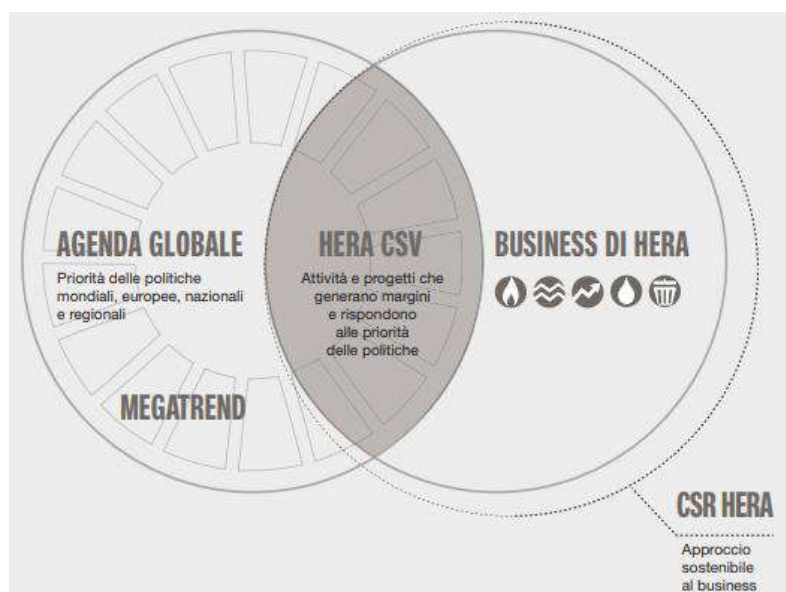 AGENDA GLOBALE
Priorità delle politiche
mondiali, europee, nazionali
e regionali
MEGATREND
HERA CSV
Attività e progetti che
generano margini
e rispondono
alle priorità
delle politiche
BUSINESS DI HERA
CSR HERA
Approccio
sostenibile
al business